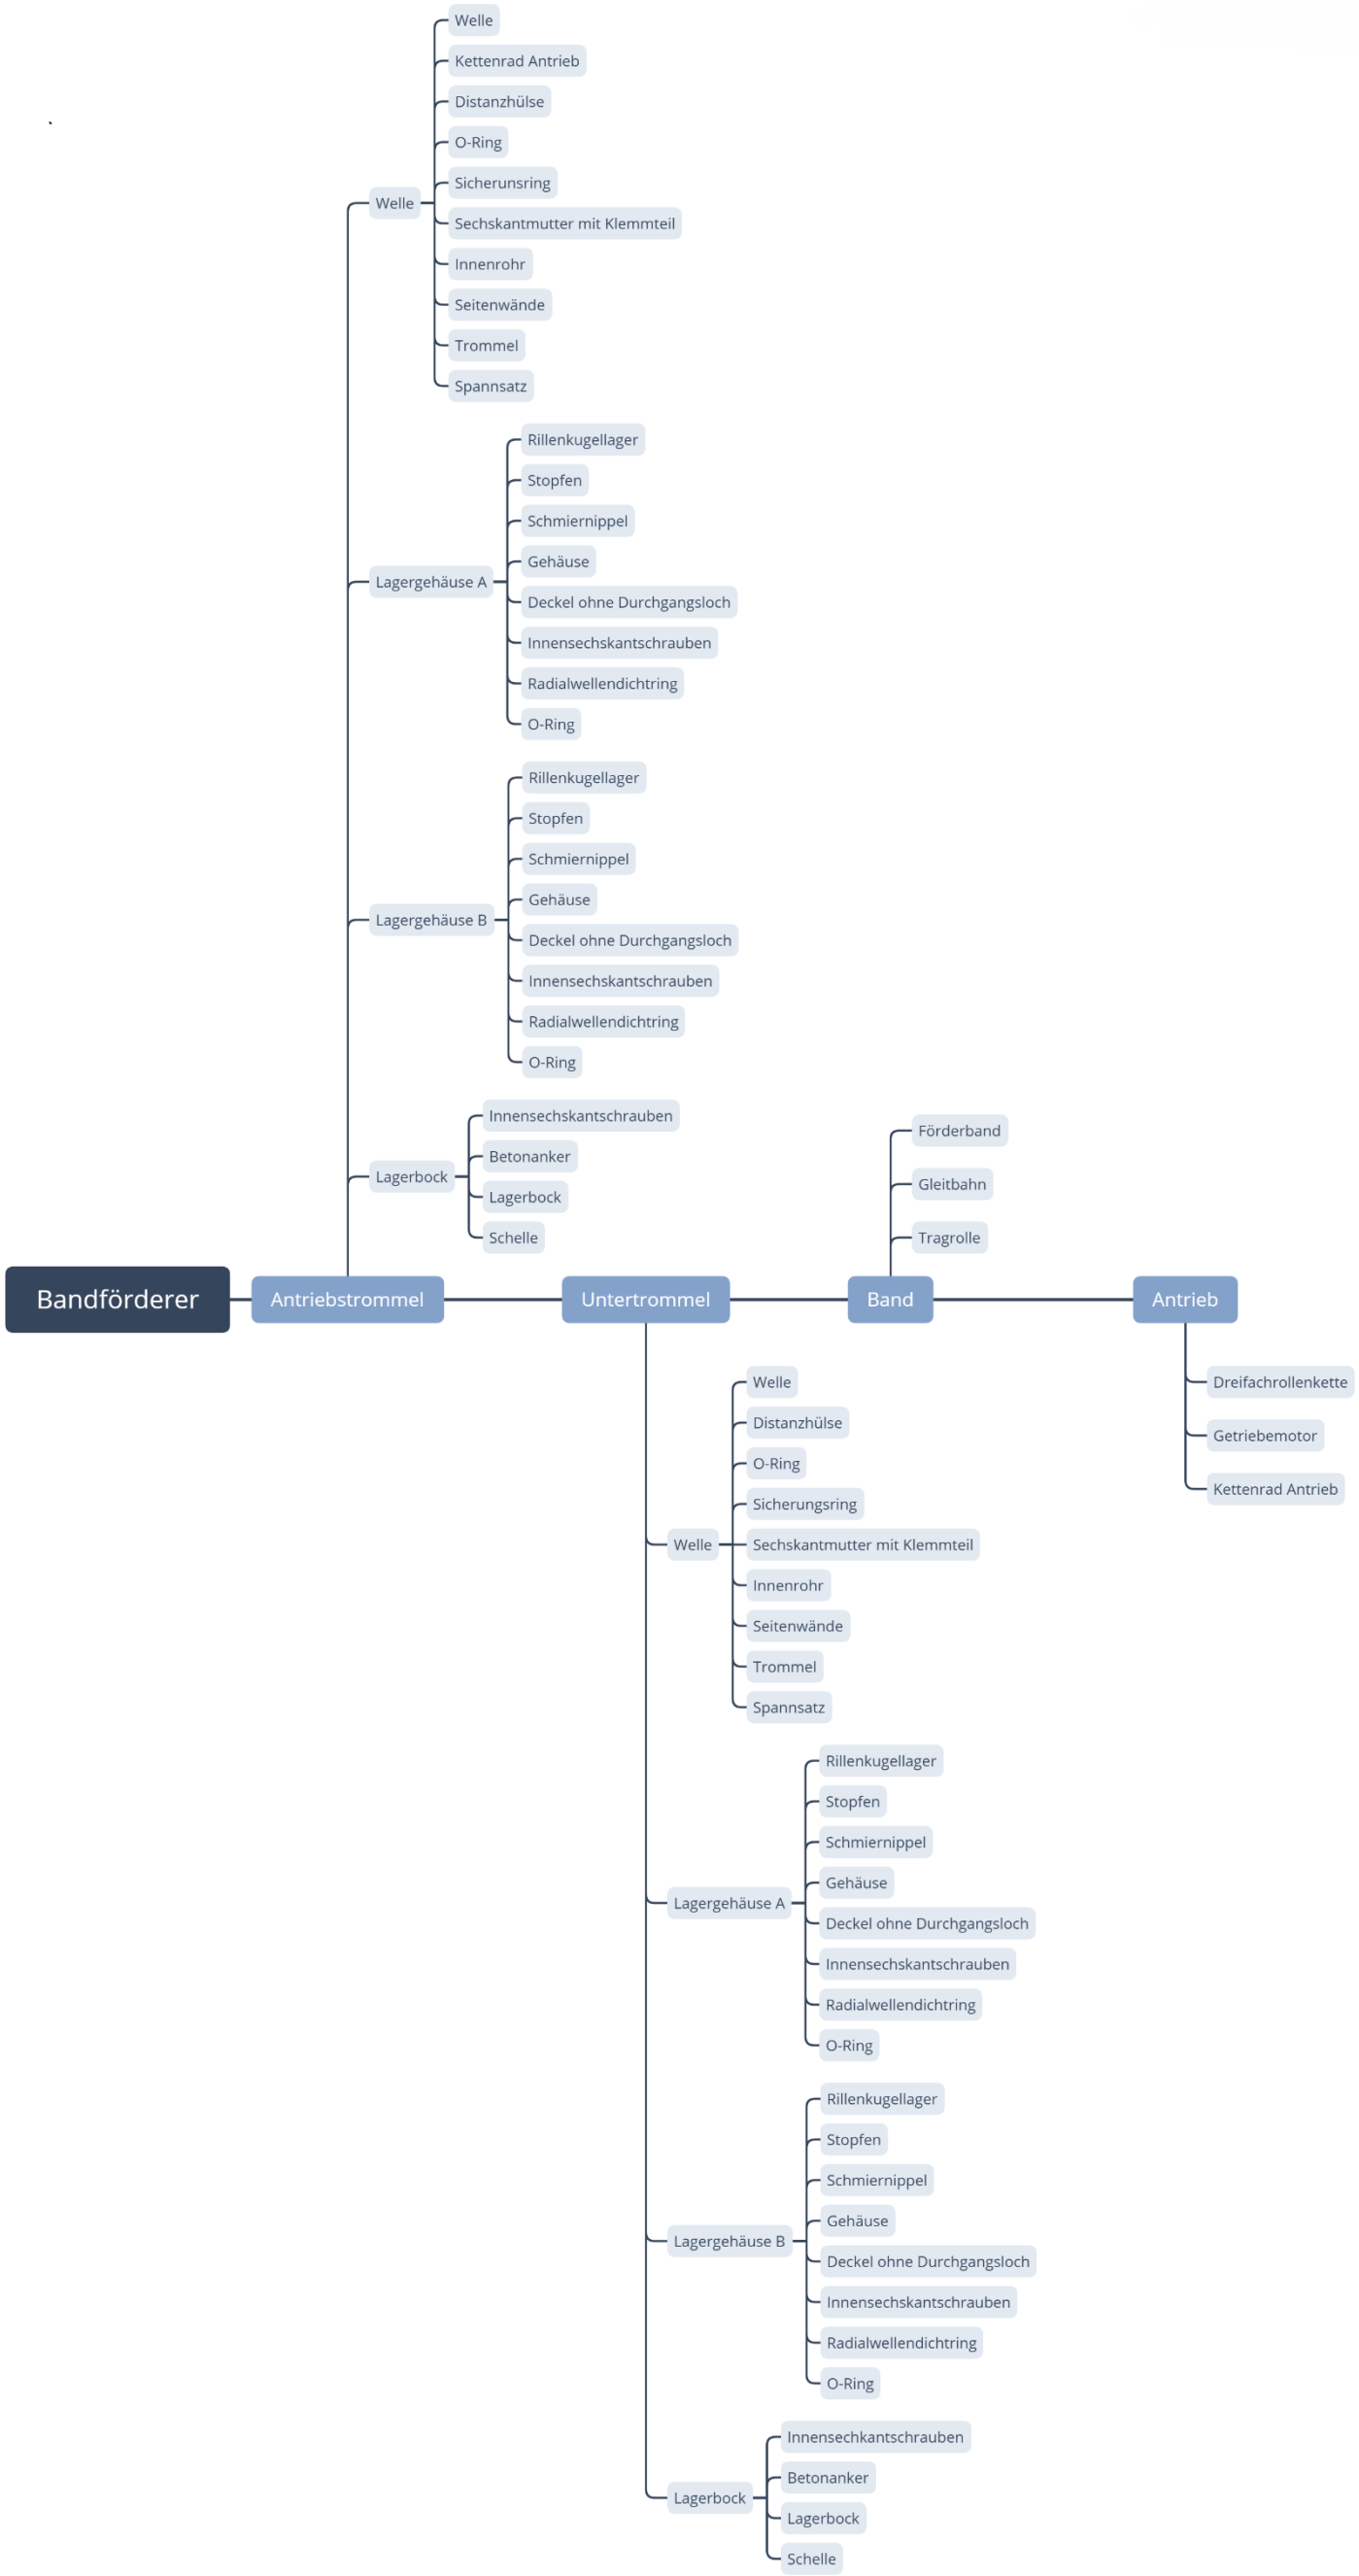 Welle
Kettenrad Antrieb
Distanzhülse
O-Ring
Sicherunsring
Welle
Sechskantmutter mit Klemmteil
Innenrohr
Seitenwände
Trommel
Spannsatz
Rillenkugellager
Stopfen
Schmiernippel
Gehäuse
Lagergehäuse A
Deckel ohne Durchgangsloch
Innensechskantschrauben
Radialwellendichtring
O-Ring
Rillenkugellager
Stopfen
Schmiernippel
Gehäuse
Lagergehäuse B
Deckel ohne Durchgangsloch
Innensechskantschrauben
Radialwellendichtring
O-Ring
Innensechskantschrauben
Betonanker
Lagerbock
Lagerbock
Schelle
Förderband
Gleitbahn
Tragrolle
Bandförderer
Antriebstrommel
Untertrommel
Band
Antrieb
Dreifachrollenkette
Getriebemotor
Kettenrad Antrieb
Welle
Distanzhülse
O-Ring
Sicherungsring
Welle
Sechskantmutter mit Klemmteil
Innenrohr
Seitenwände
Trommel
Spannsatz
Rillenkugellager
Stopfen
Schmiernippel
Gehäuse
Lagergehäuse A
Deckel ohne Durchgangsloch
Innensechskantschrauben
Radialwellendichtring
O-Ring
Rillenkugellager
Stopfen
Schmiernippel
Gehäuse
Lagergehäuse B
Deckel ohne Durchgangsloch
Innensechskantschrauben
Radialwellendichtring
O-Ring
Innensechkantschrauben
Betonanker
Lagerbock
Lagerbock
Schelle